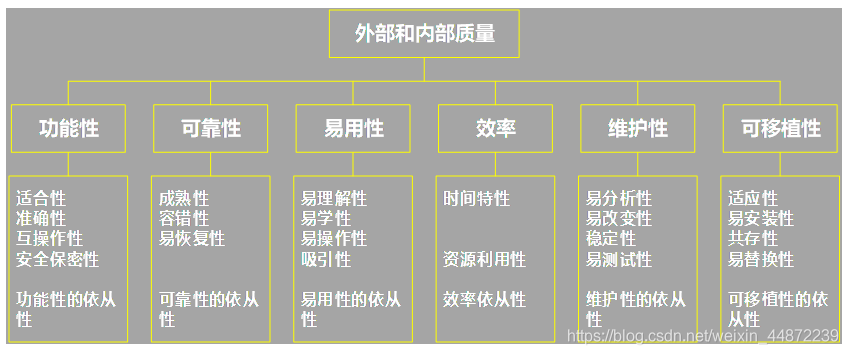 外部和内部质量
功能性
可靠性
易用性
效率
维护性
可移植性
适合性
准确性
互操作性
安全保密性
功能性的依从
性
成熟性
容错性
易恢复性
可靠性的依从
性
易理解性
易学性
易操作性
吸引性
易用性的依从
性
时间特性
资源利用性
效率依从性
易分析性
易改变性
稳定性
易测试性
维护性的依从
性
适应性
易安装性
共存性
易替换性
可移植性的依
从性
https://blog.csdn.net/weixin_44872239